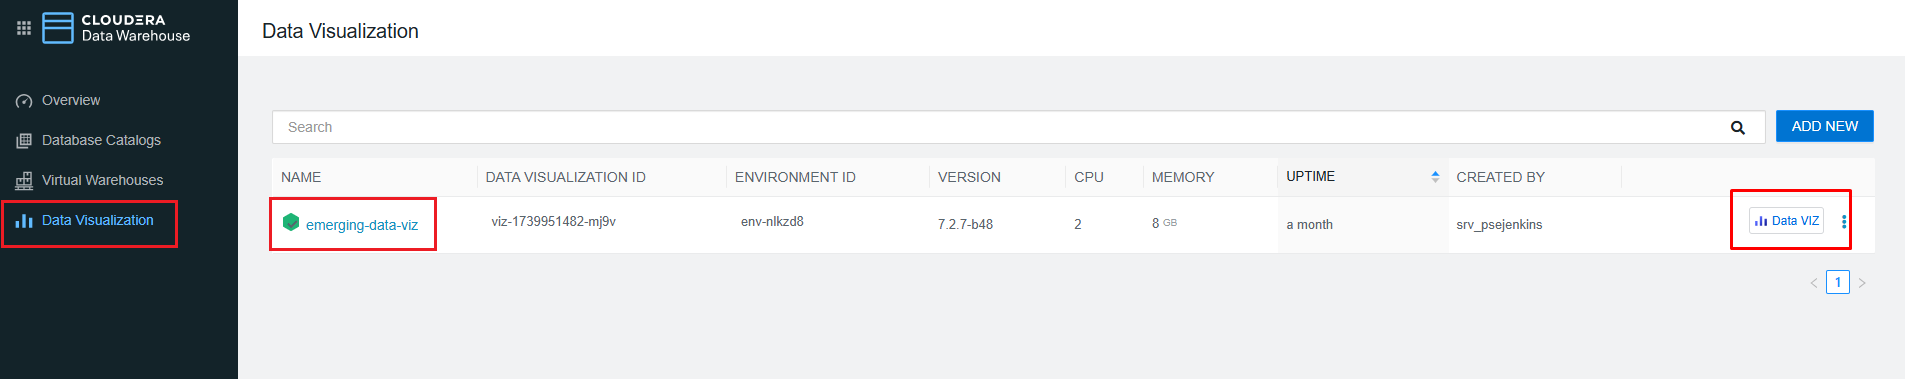 CLOUDERA
Data Warehouse
Overview
Database Catalogs
Virtual Warehouses
Data Visualization
Data Visualization
Search
ADD NEW
NAME DATA VISUALIZATION ID ENVIRONMENT ID VERSION CPU MEMORY UPTIME CREATED BY
emerging-data-viz viz-1739951482-mj9v env-nlkzd8 7.2.7-b48 2 8 GB a month srv_psejenkins Data VIZ
< 1 >